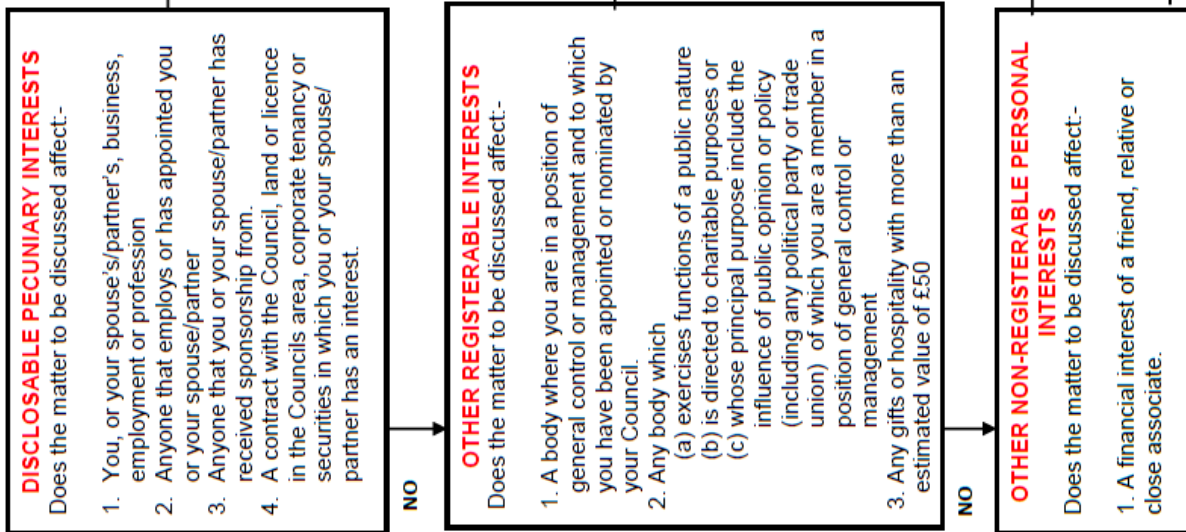 DISCLOSABLE PECUNIARY INTERESTS
Does the matter to be discussed affect:-
1. You, or your spouse's/partner's, business,
employment or profession
2. Anyone that employs or has appointed you
or your spouse/partner
3. Anyone that you or your spouse/partner has
received sponsorship from.
4. A contract with the Council, land or licence
in the Councils area, corporate tenancy or
securities in which you or your spouse/
partner has an interest.
NO
OTHER REGISTERABLE INTERESTS
Does the matter to be discussed affect:-
1. A body where you are in a position of
general control or management and to which
you have been appointed or nominated by
your Council.
2. Any body which
(a) exercises functions of a public nature
(b) is directed to charitable purposes or
(c) whose principal purpose include the
influence of public opinion or policy
(including any political party or trade
union) of which you are a member in a
position of general control or
management
3. Any gifts or hospitality with more than an
estimated value of £50
NO
OTHER NON-REGISTERABLE PERSONAL
INTERESTS
Does the matter to be discussed affect:-
1. A financial interest of a friend, relative or
close associate.